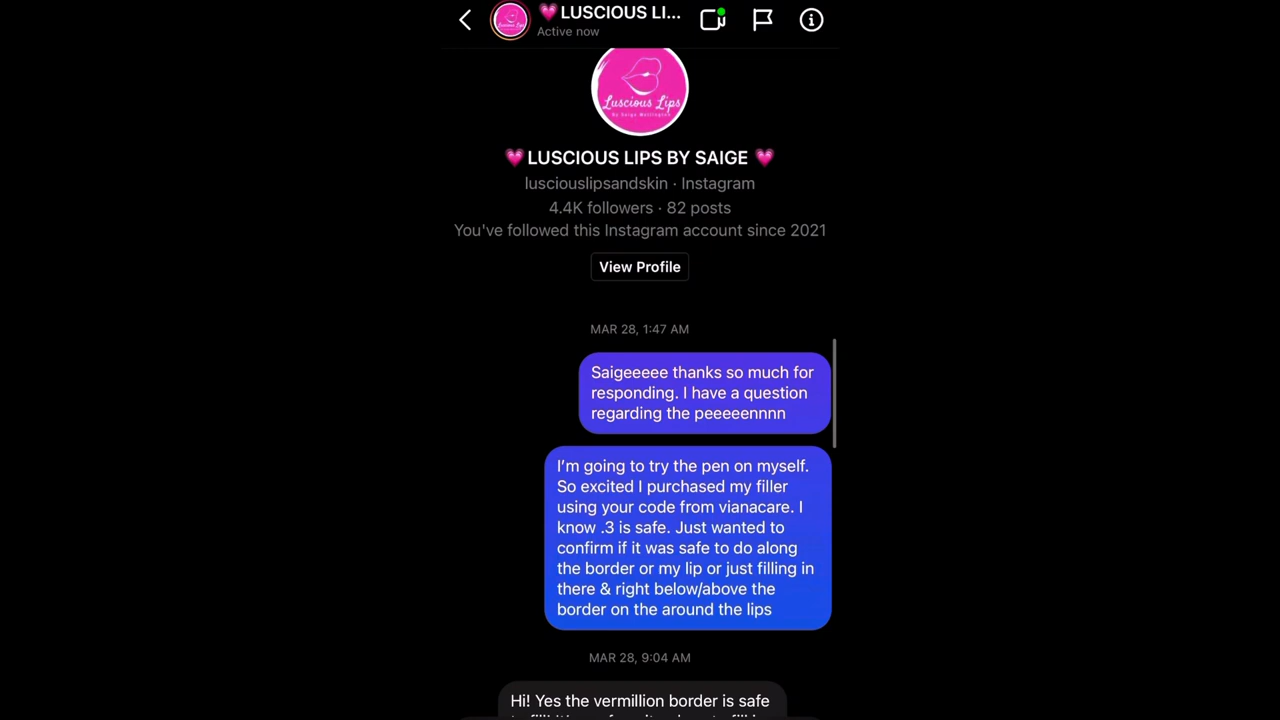 💗LUSCIOUS LI...
Active now
Luscious Lips
💗LUSCIOUS LIPS BY SAIGE 💗
lusciouslipsandskin · Instagram
4.4K followers · 82 posts
You've followed this Instagram account since 2021
View Profile
MAR 28, 1:47 AM
Saigeeeee thanks so much for
responding. I have a question
regarding the peeeeennnn
I'm going to try the pen on myself.
So excited I purchased my filler
using your code from vianacare. I
know .3 is safe. Just wanted to
confirm if it was safe to do along
the border or my lip or just filling in
there & right below/above the
border on the around the lips
MAR 28, 9:04 AM
Hi! Yes the vermillion border is safe